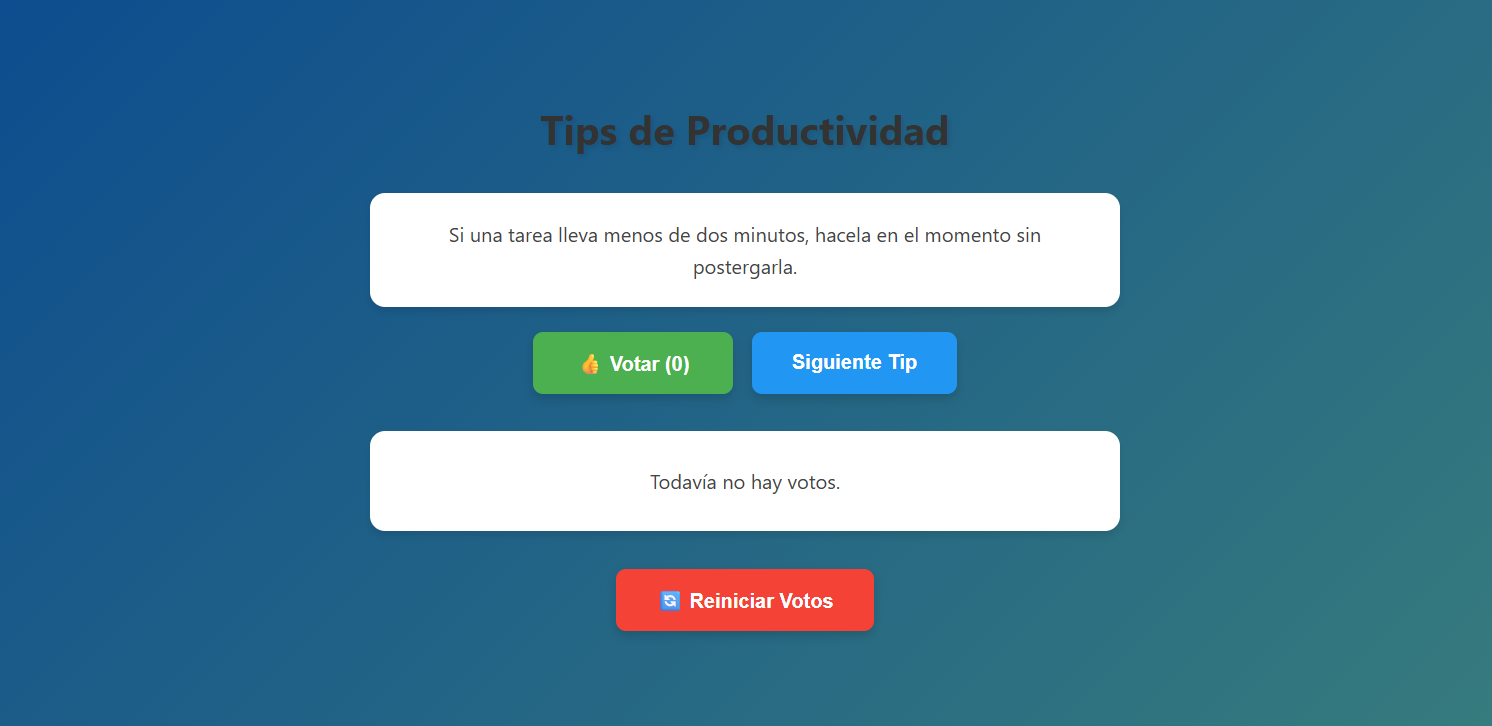 Tips de Productividad
Si una tarea lleva menos de dos minutos, hacela en el momento sin
postergarla.
👍 Votar (0)
Siguiente Tip
Todavía no hay votos.
🔄 Reiniciar Votos